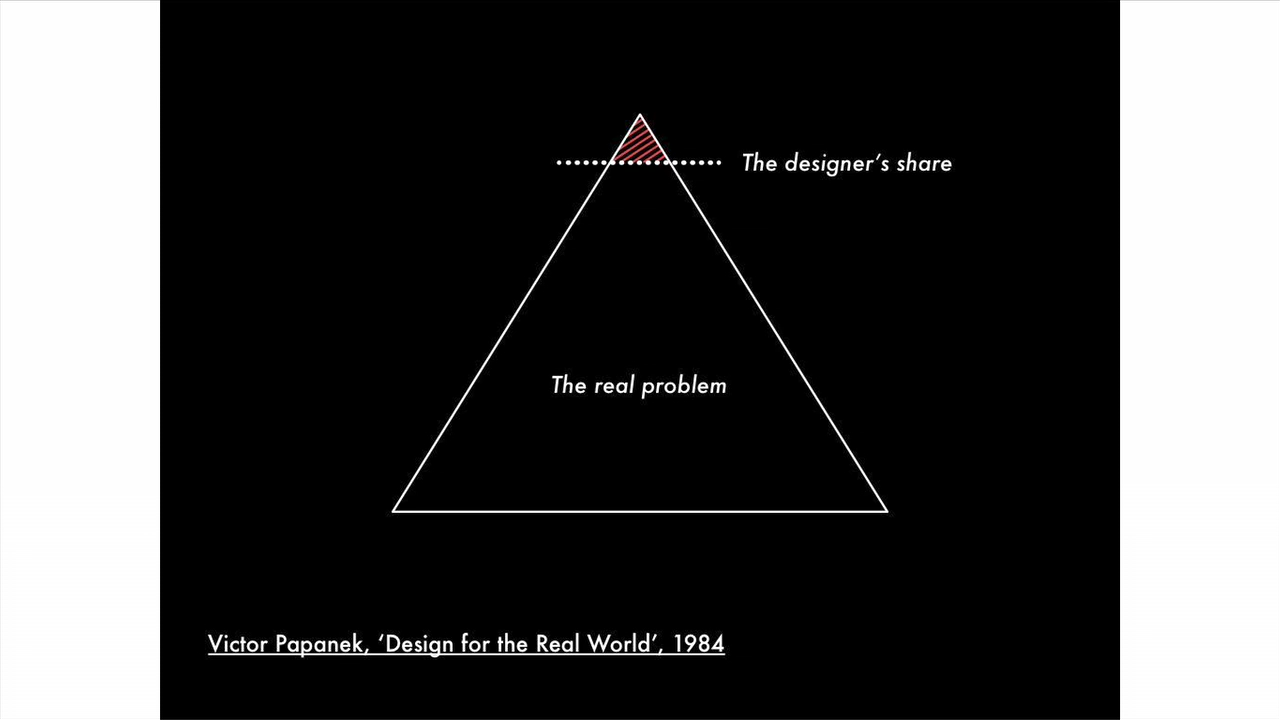 The designer’s share
The real problem
Victor Papanek, ‘Design for the Real World’, 1984